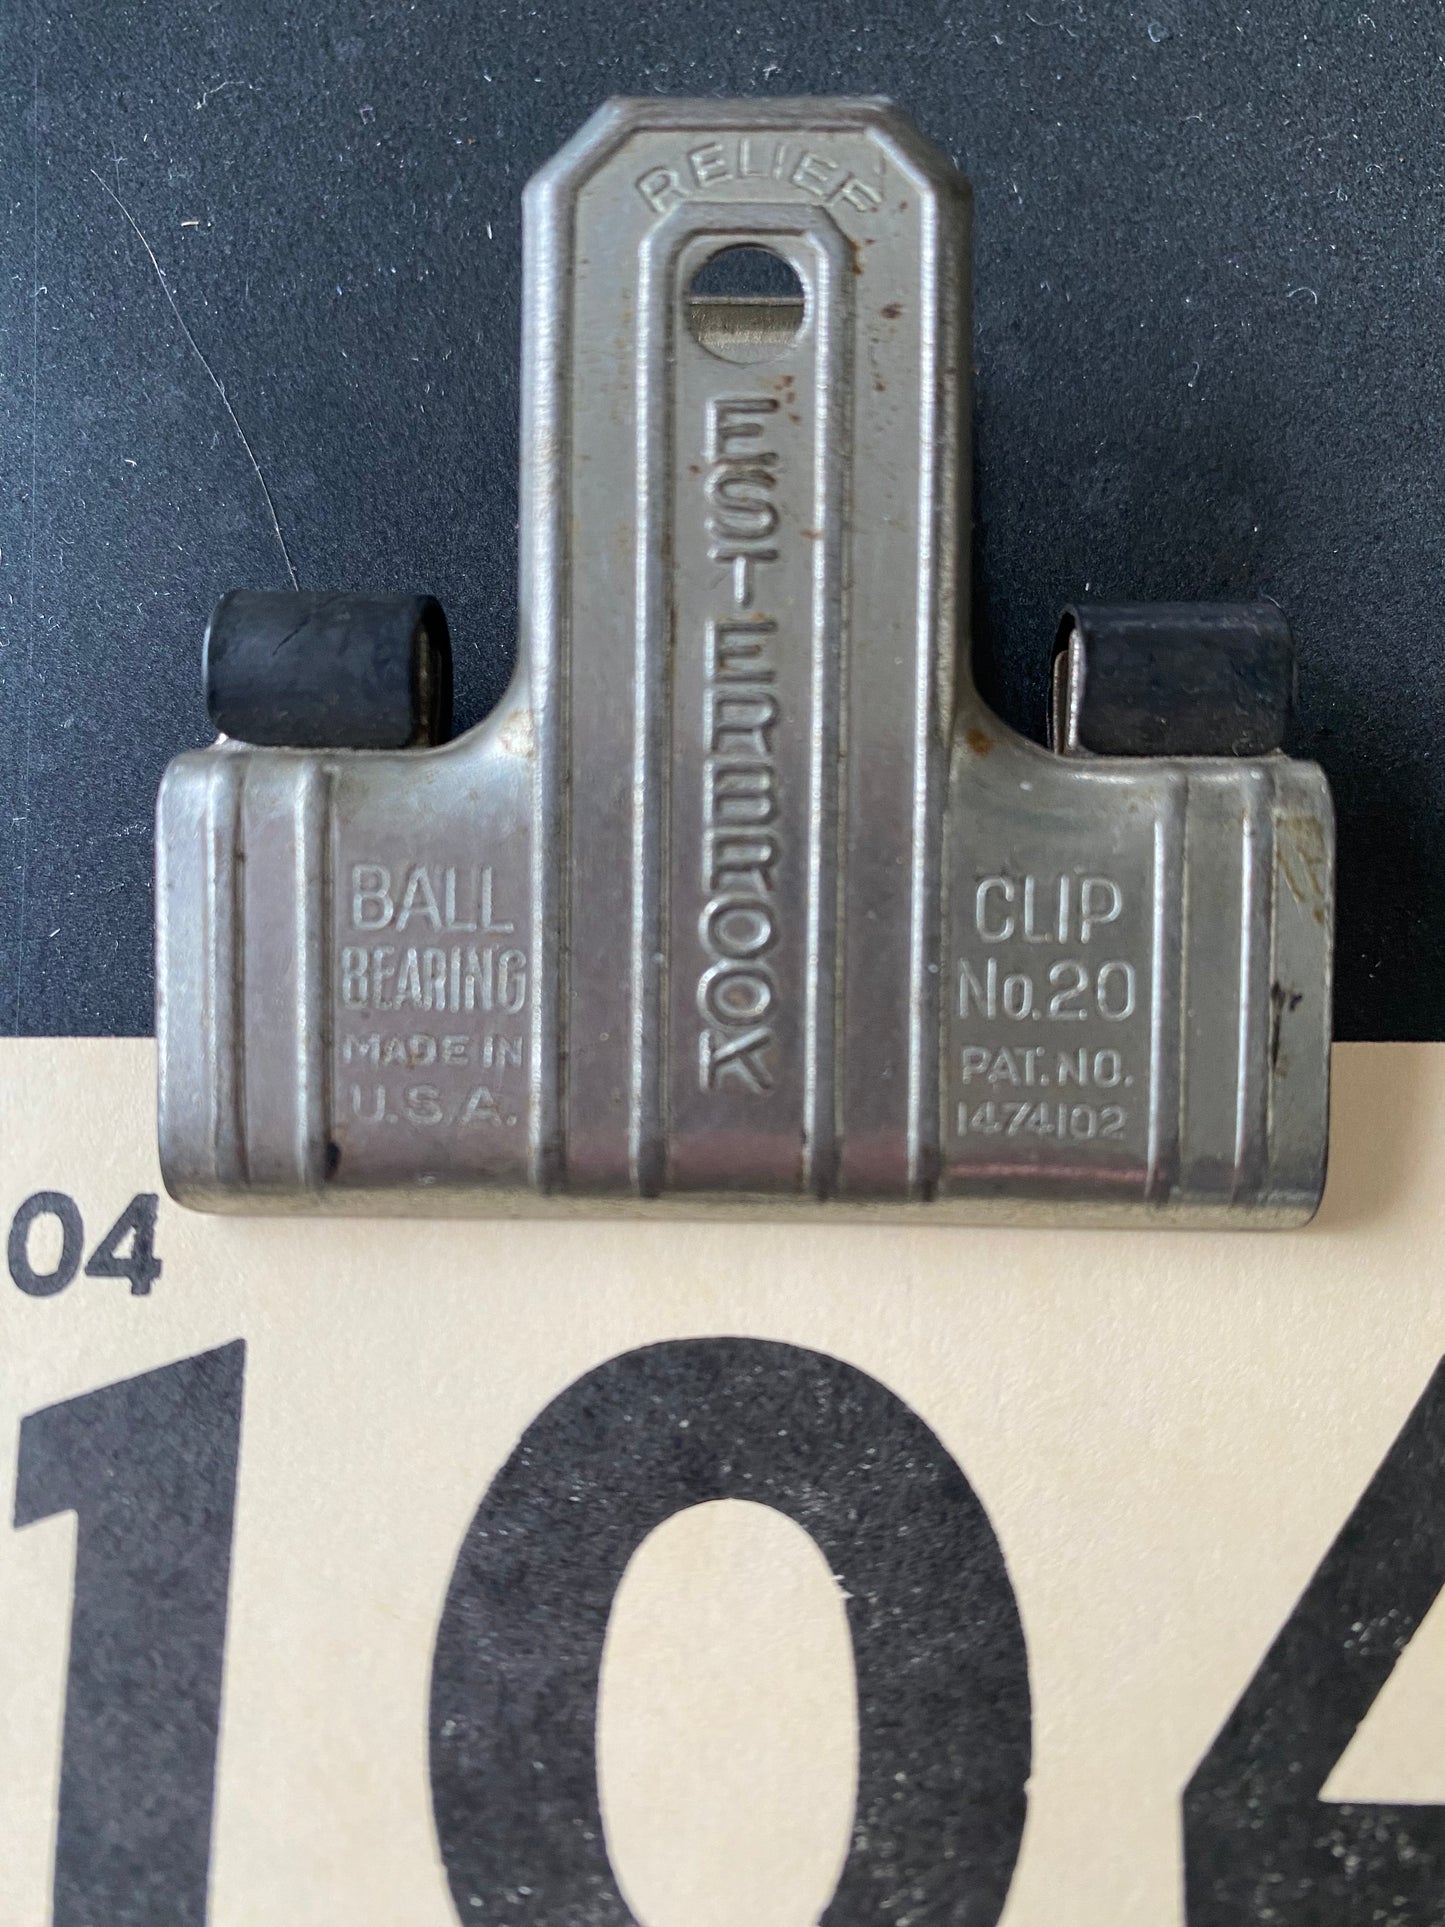 RELIEF
ESTERBROOK
BALL
BEARING
MADE IN
U.S.A.
CLIP
No.20
PAT. NO.
1474102
04
104